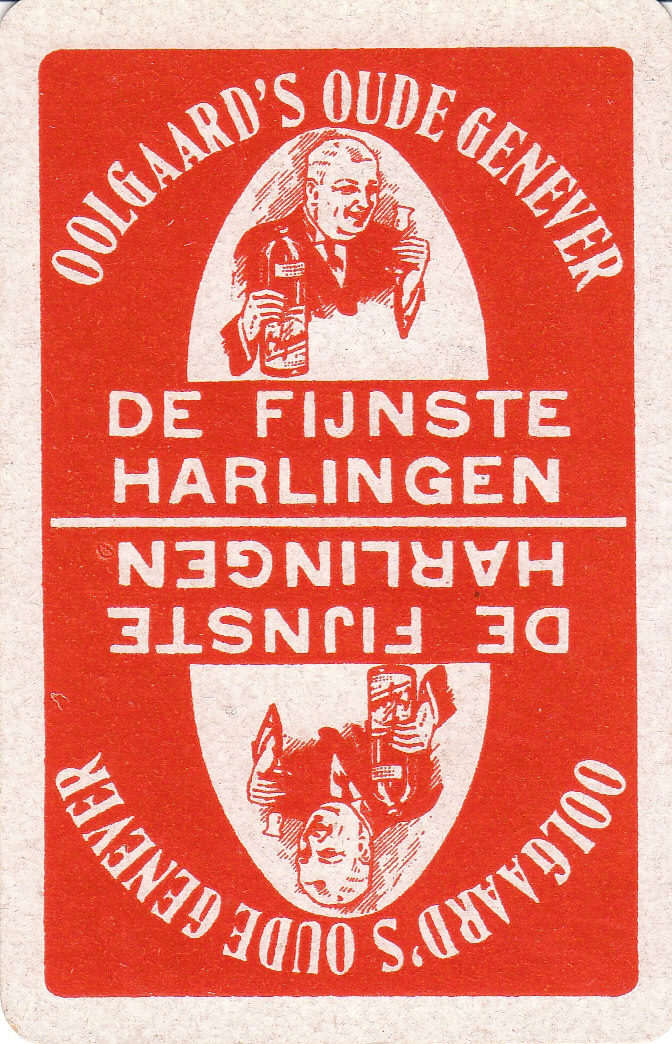 OOLGAARD'S OUDE GENEVER
DE FIJNSTE
HARLINGEN
DE FIJNSTE
HARLINGEN
OOLGAARD'S OUDE GENEVER